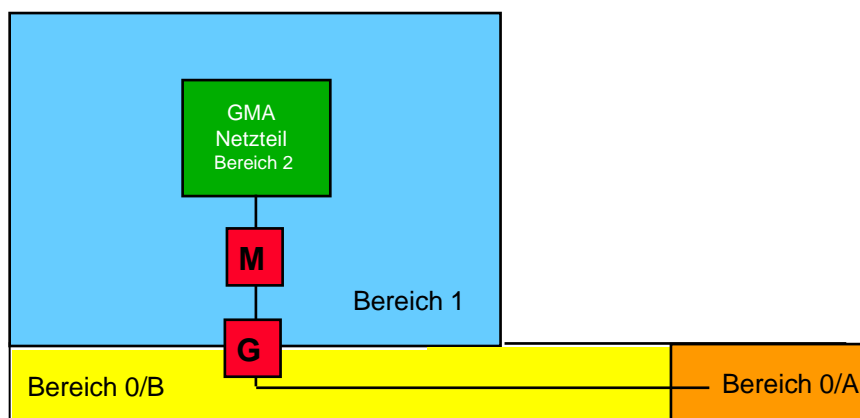 GMA
Netzteil
Bereich 2
M
Bereich 1
G
Bereich 0/B
Bereich 0/A